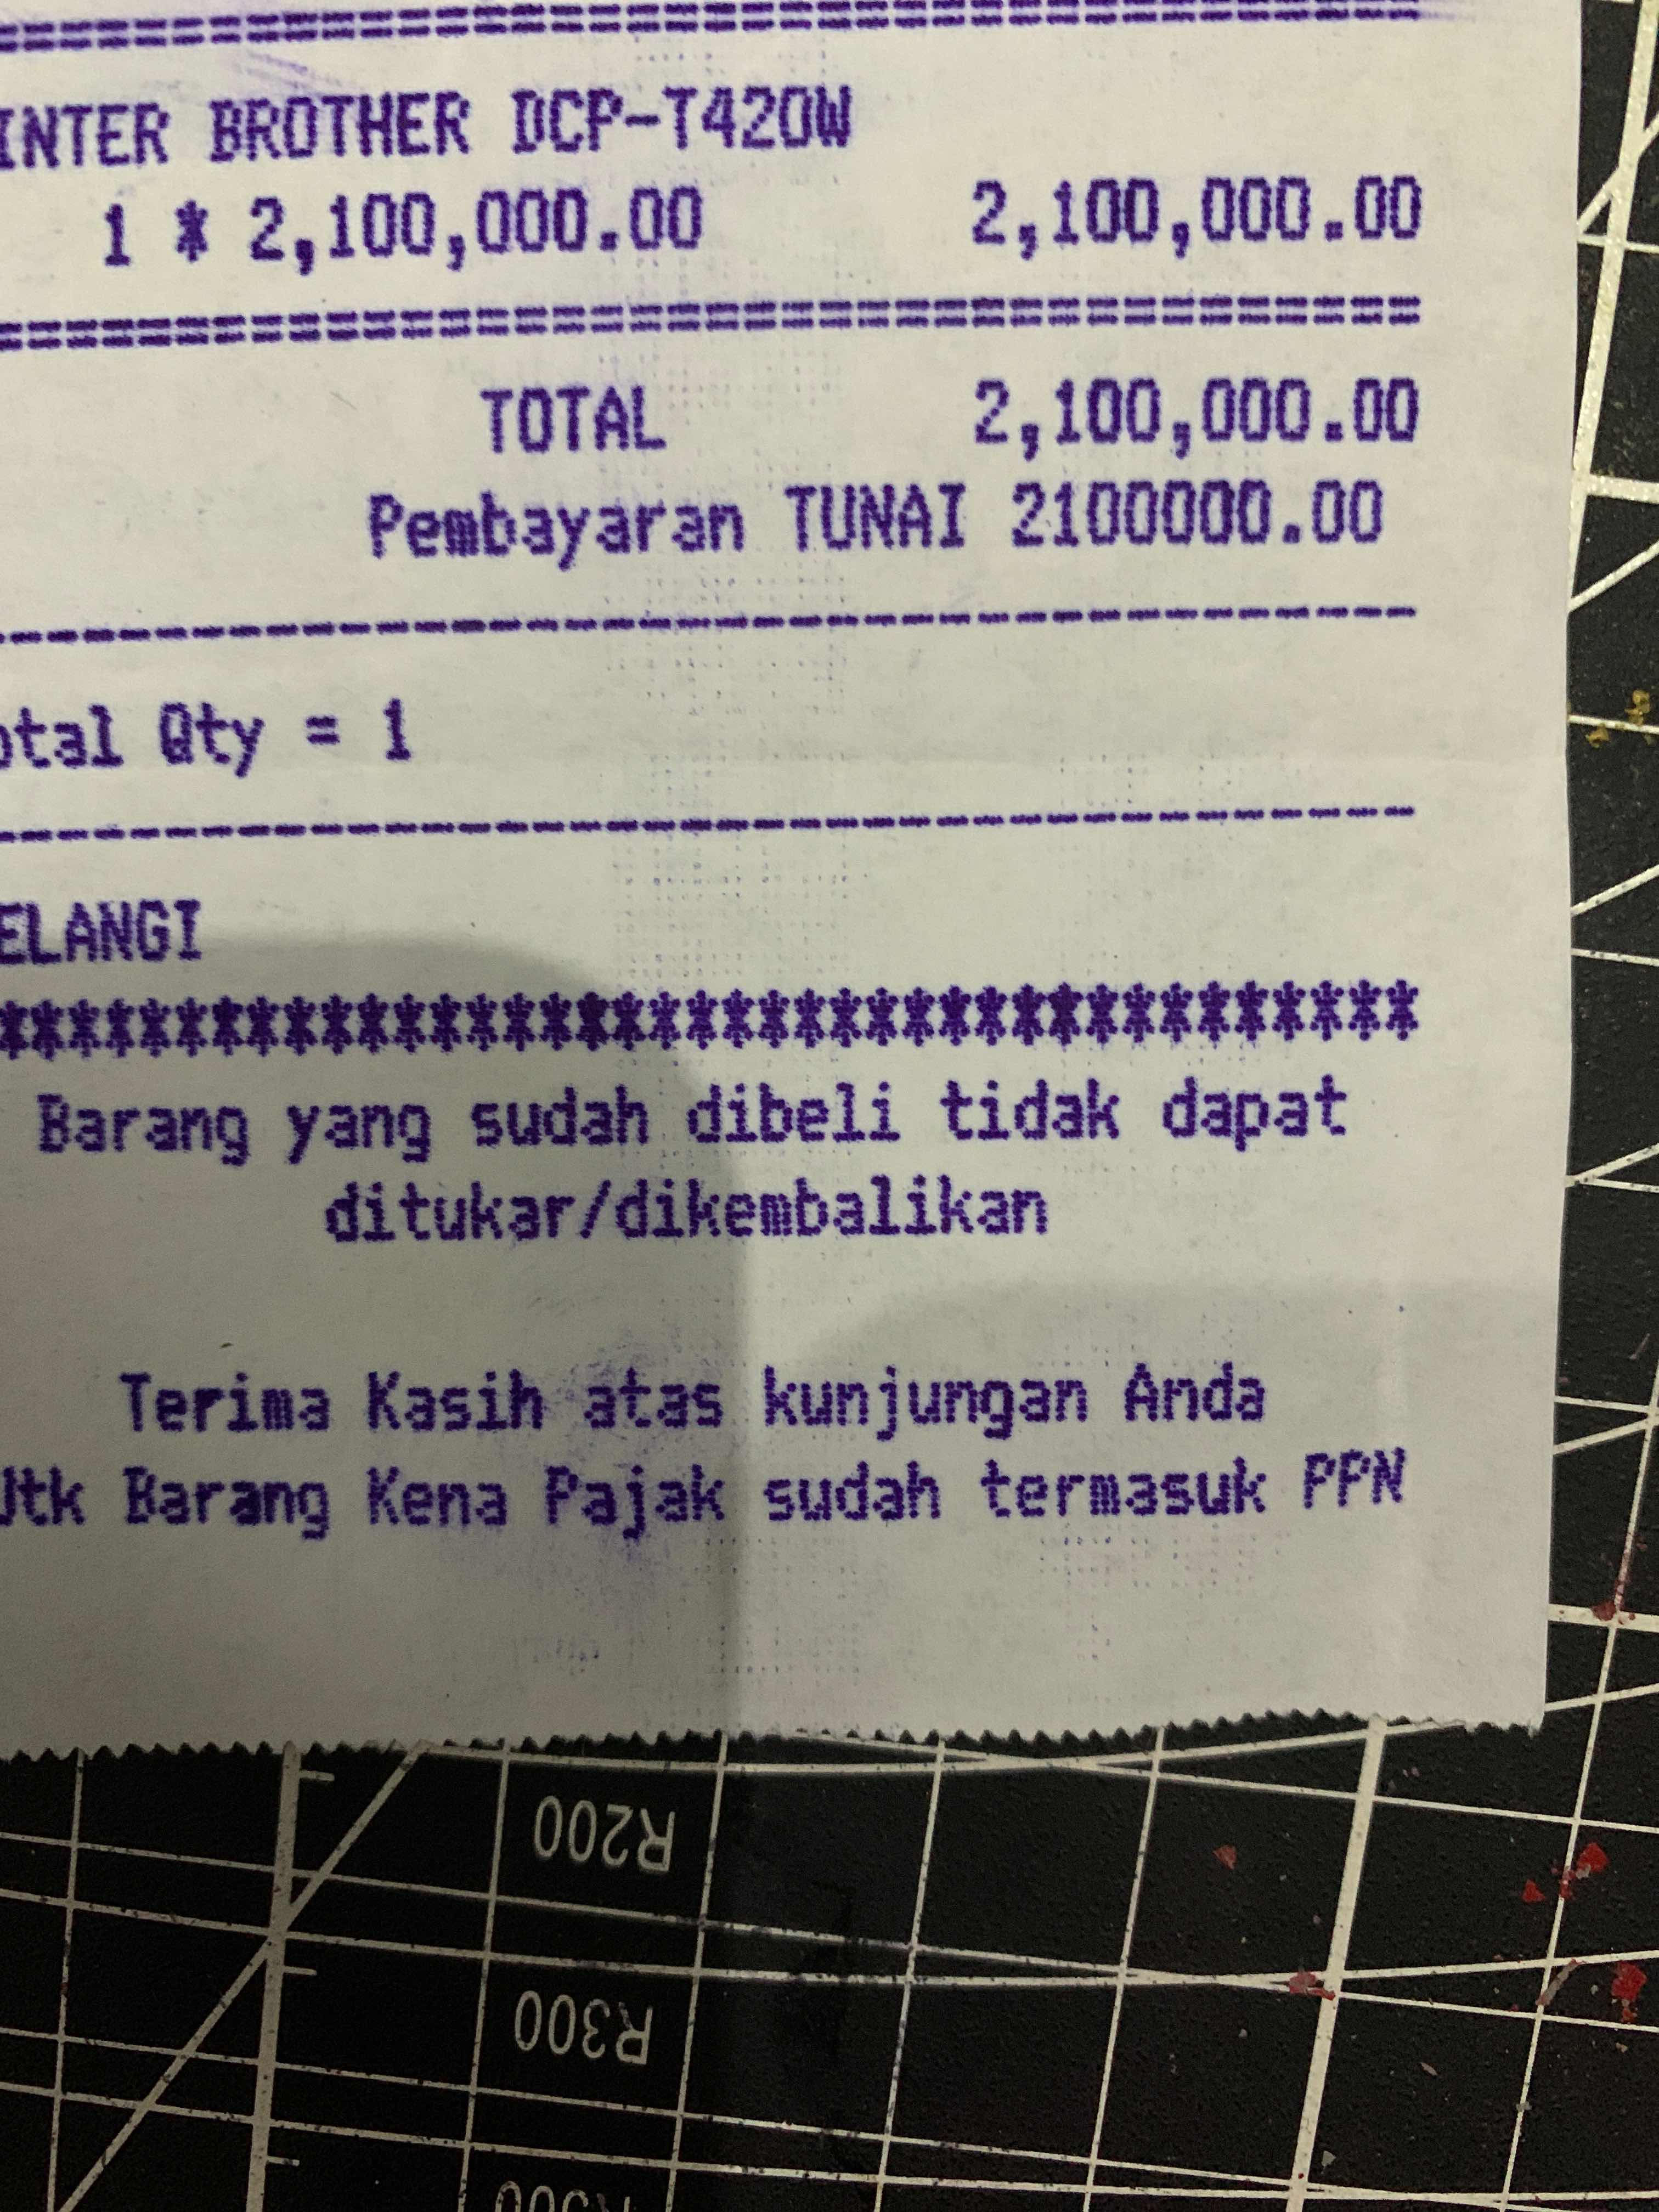 INTER BROTHER DCP-T420W
1 * 2,100,000.00 2,100,000.00
TOTAL 2,100,000.00
Pembayaran TUNAI 2100000.00
otal Qty = 1
ELANGI
****************************************
Barang yang sudah dibeli tidak dapat
ditukar/dikembalikan
Terima Kasih atas kunjungan Anda
Utk Barang Kena Pajak sudah termasuk PPN
R200
R300